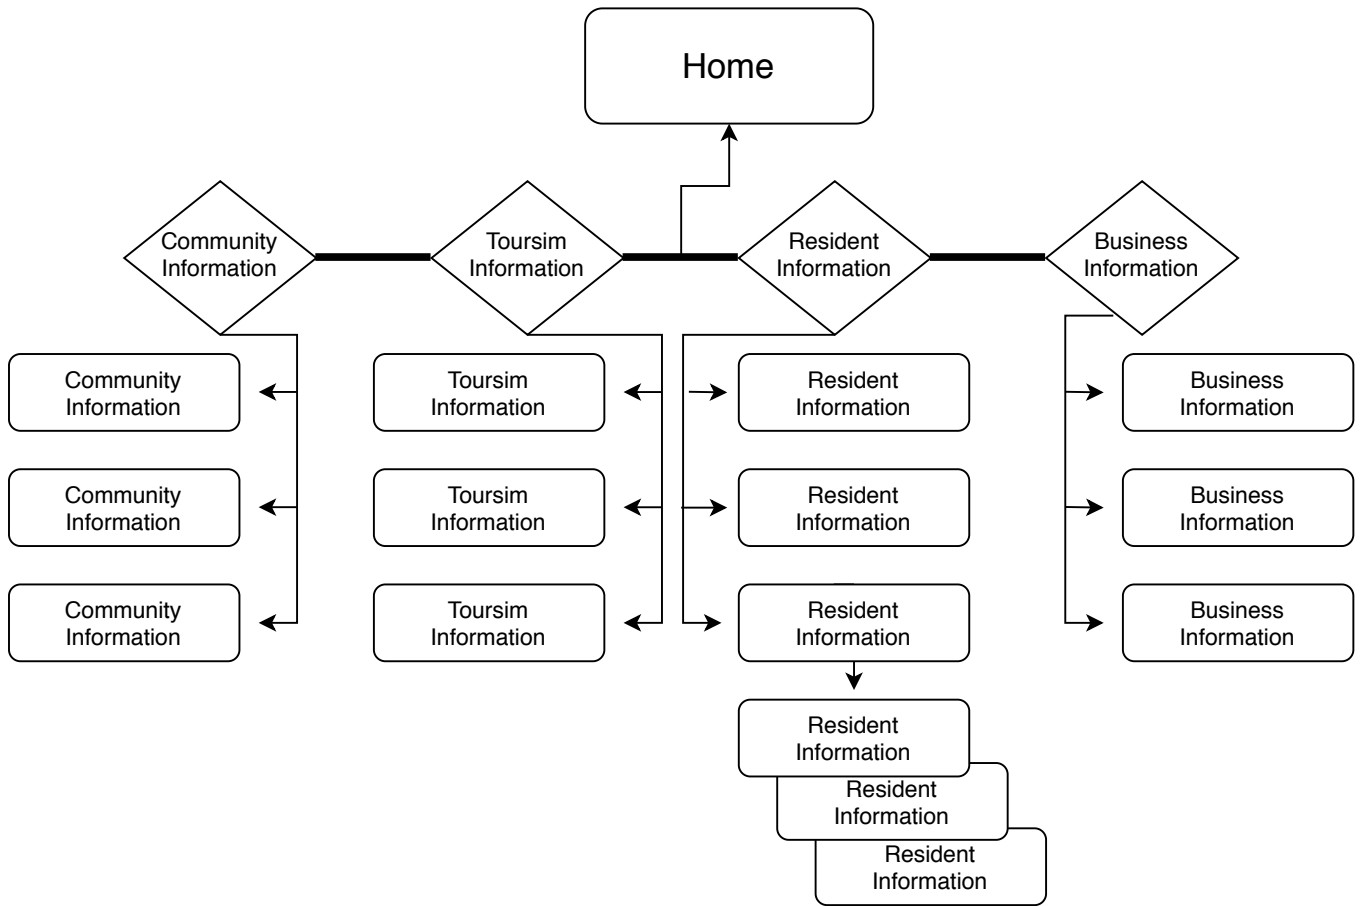 Home
Community
Information
Toursim
Information
Resident
Information
Business
Information
Community
Information
Toursim
Information
Resident
Information
Business
Information
Community
Information
Toursim
Information
Resident
Information
Business
Information
Community
Information
Toursim
Information
Resident
Information
Business
Information
Resident
Information
Resident
Information
Resident
Information